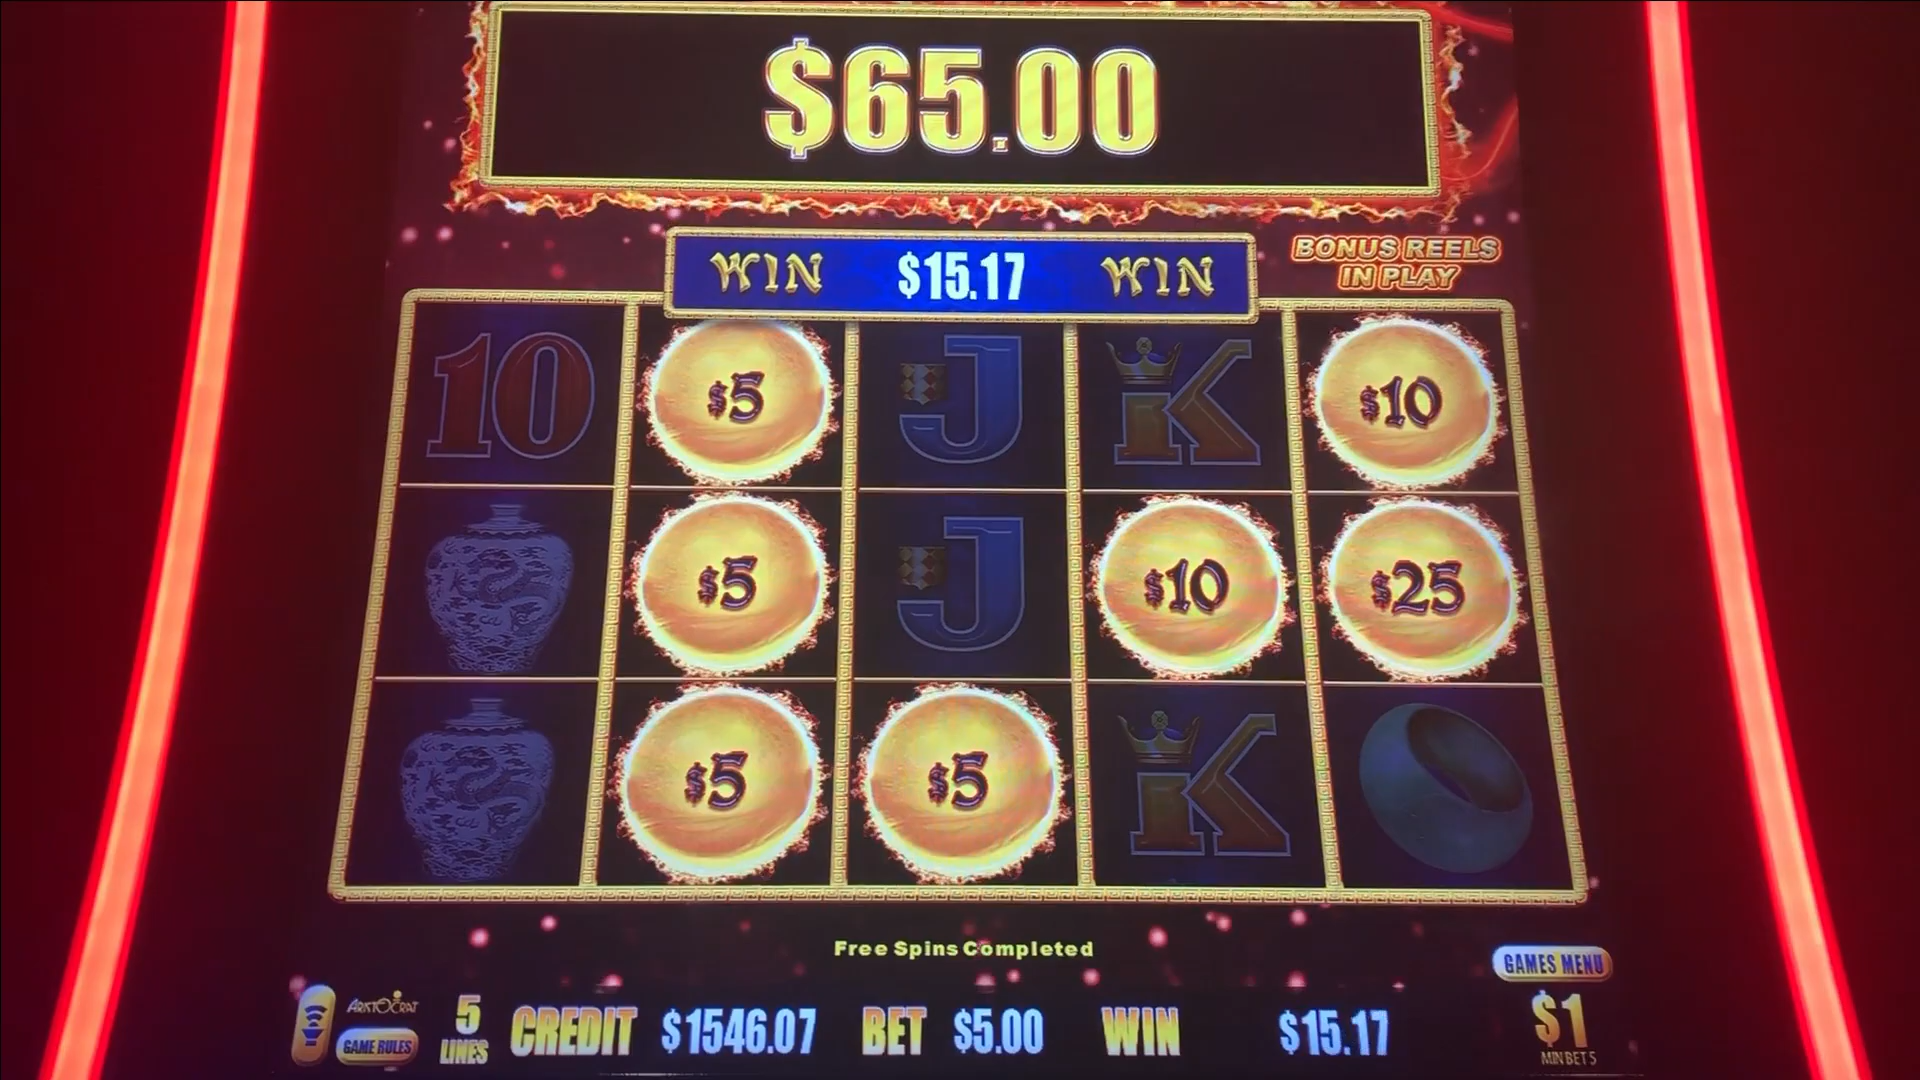 $65.00
WIN $15.17 WIN
BONUS REELS
IN PLAY
10 $5 J K $10
$5 J $10 $25
$5 $5 K
Free Spins Completed
GAMES MENU
ARISTOCRAT
GAME RULES
5
LINES
CREDIT $1546.07 BET $5.00 WIN $15.17
$1
MIN BET 5